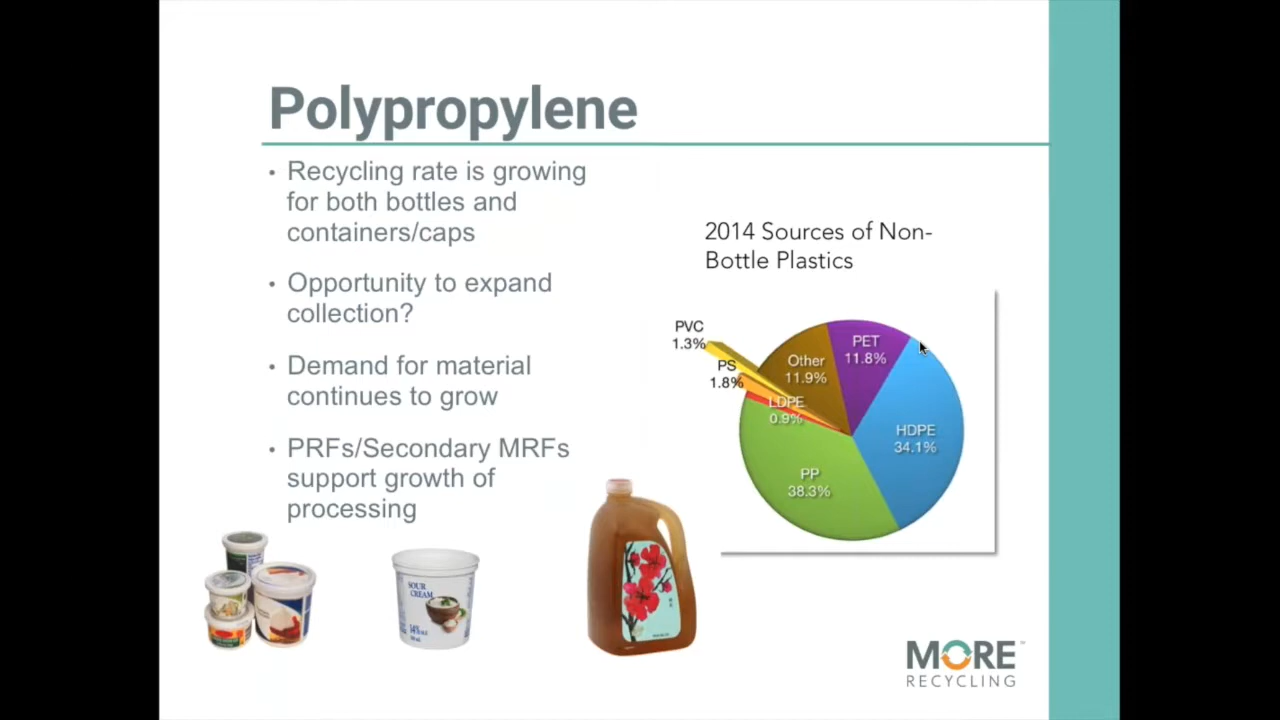 Polypropylene
• Recycling rate is growing
for both bottles and
containers/caps
• Opportunity to expand
collection?
• Demand for material
continues to grow
• PRFs/Secondary MRFs
support growth of
processing
2014 Sources of Non-
Bottle Plastics
PVC
1.3%
PS
1.8%
LDPE
0.9%
Other
11.9%
PET
11.8%
HDPE
34.1%
PP
38.3%
SOUR
CREAM
MORE
RECYCLING